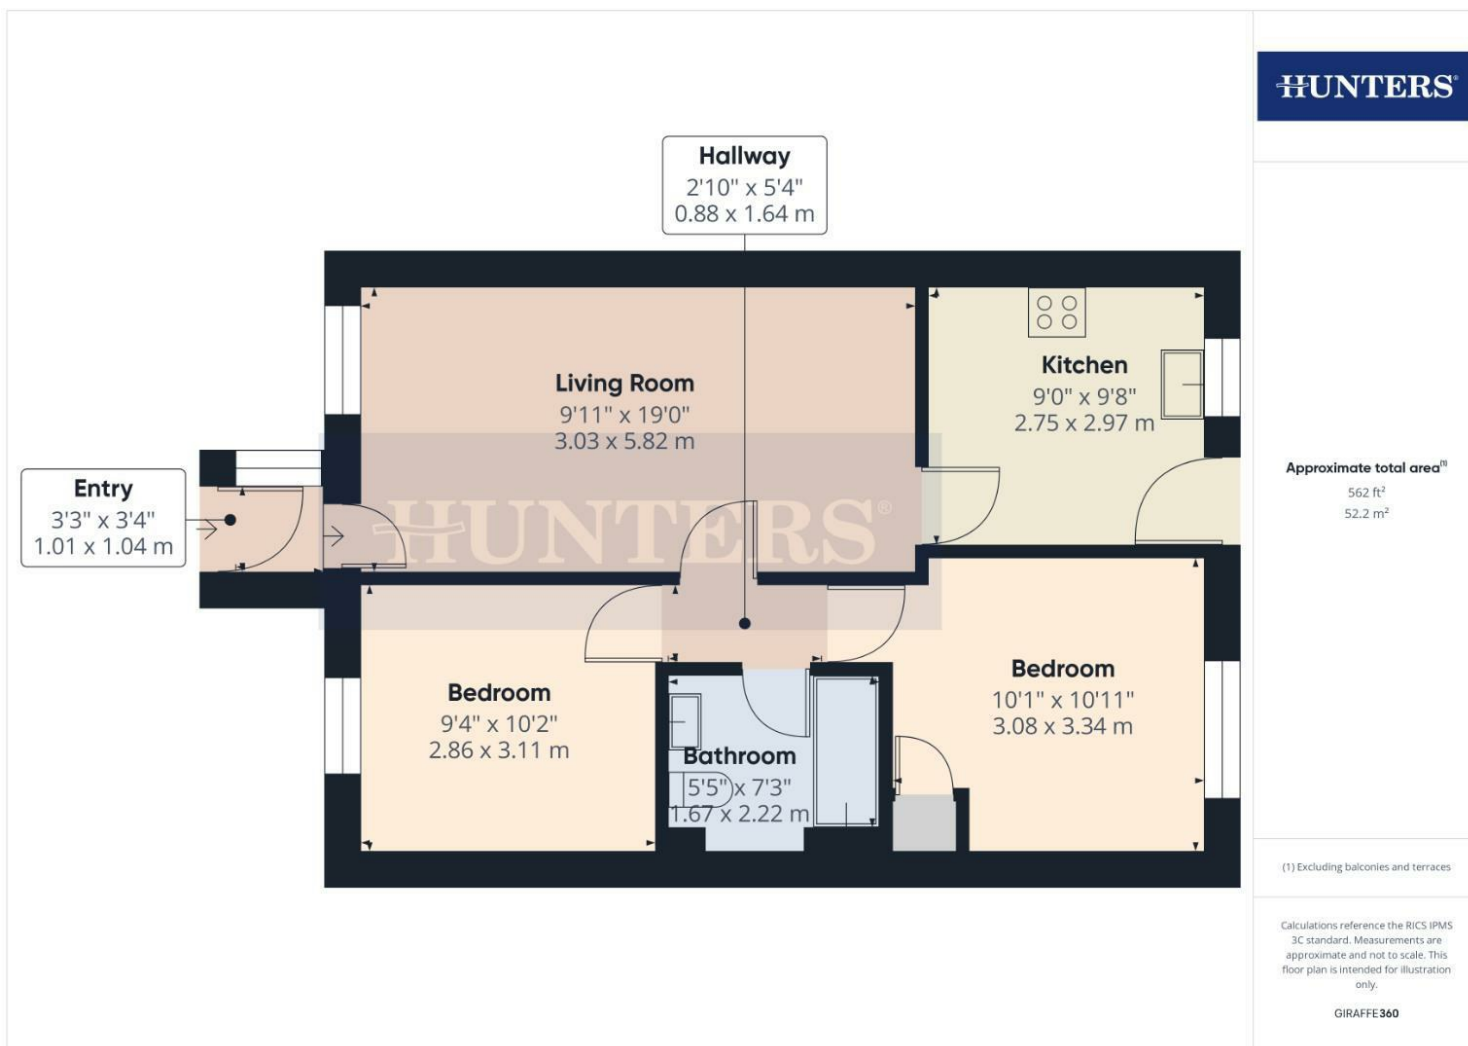 HUNTERS®
Hallway
2'10" x 5'4"
0.88 x 1.64 m
Living Room
9'11" x 19'0"
3.03 x 5.82 m
Kitchen
9'0" x 9'8"
2.75 x 2.97 m
Entry
3'3" x 3'4"
1.01 x 1.04 m
HUNTERS®
Bedroom
9'4" x 10'2"
2.86 x 3.11 m
Bathroom
5'5" x 7'3"
1.67 x 2.22 m
Bedroom
10'1" x 10'11"
3.08 x 3.34 m
Approximate total area(1)
562 ft²
52.2 m²
(1) Excluding balconies and terraces
Calculations reference the RICS IPMS
3C standard. Measurements are
approximate and not to scale. This
floor plan is intended for illustration
only.
GIRAFFE360